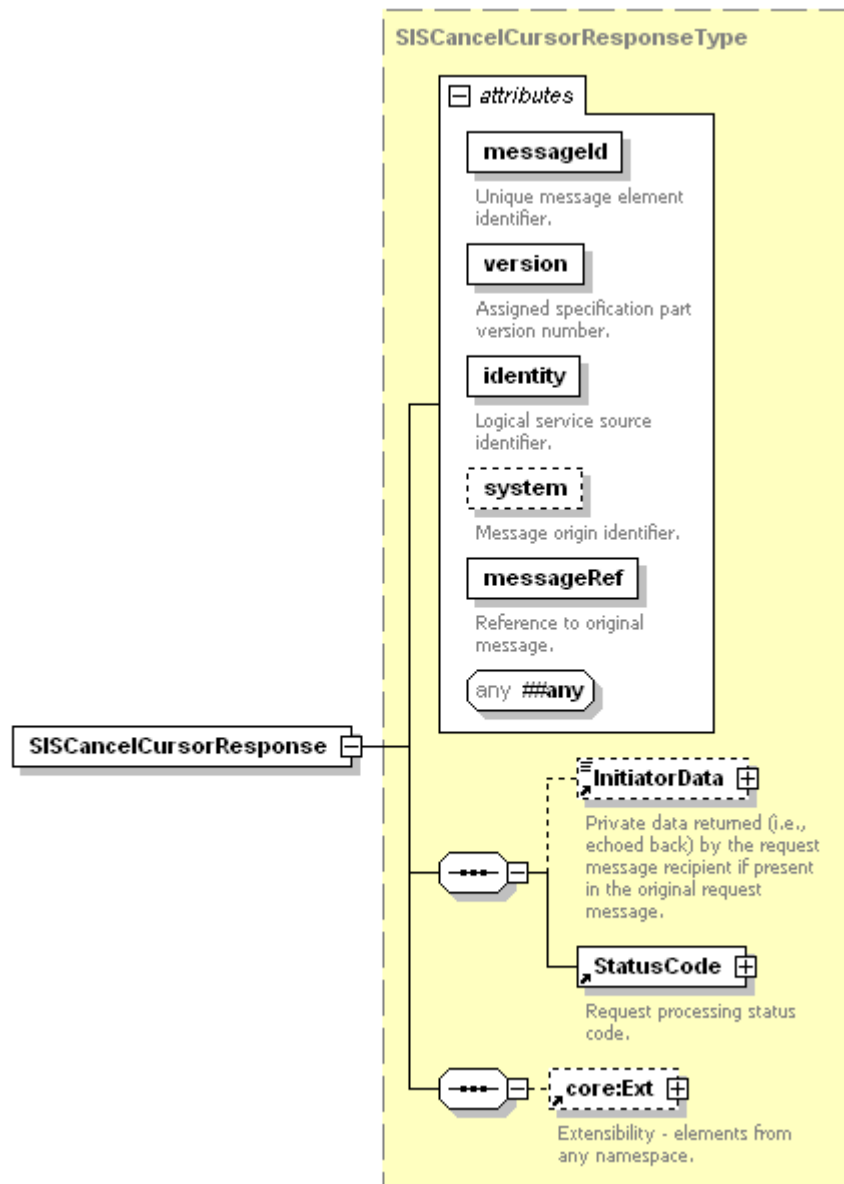 SISCancelCursorResponseType
attributes
messageId
Unique message element
identifier.
version
Assigned specification part
version number.
identity
Logical service source
identifier.
system
Message origin identifier.
messageRef
Reference to original
message.
any ##any
SISCancelCursorResponse
InitiatorData
Private data returned (i.e.,
echoed back) by the request
message recipient if present
in the original request
message.
StatusCode
Request processing status
code.
core:Ext
Extensibility - elements from
any namespace.